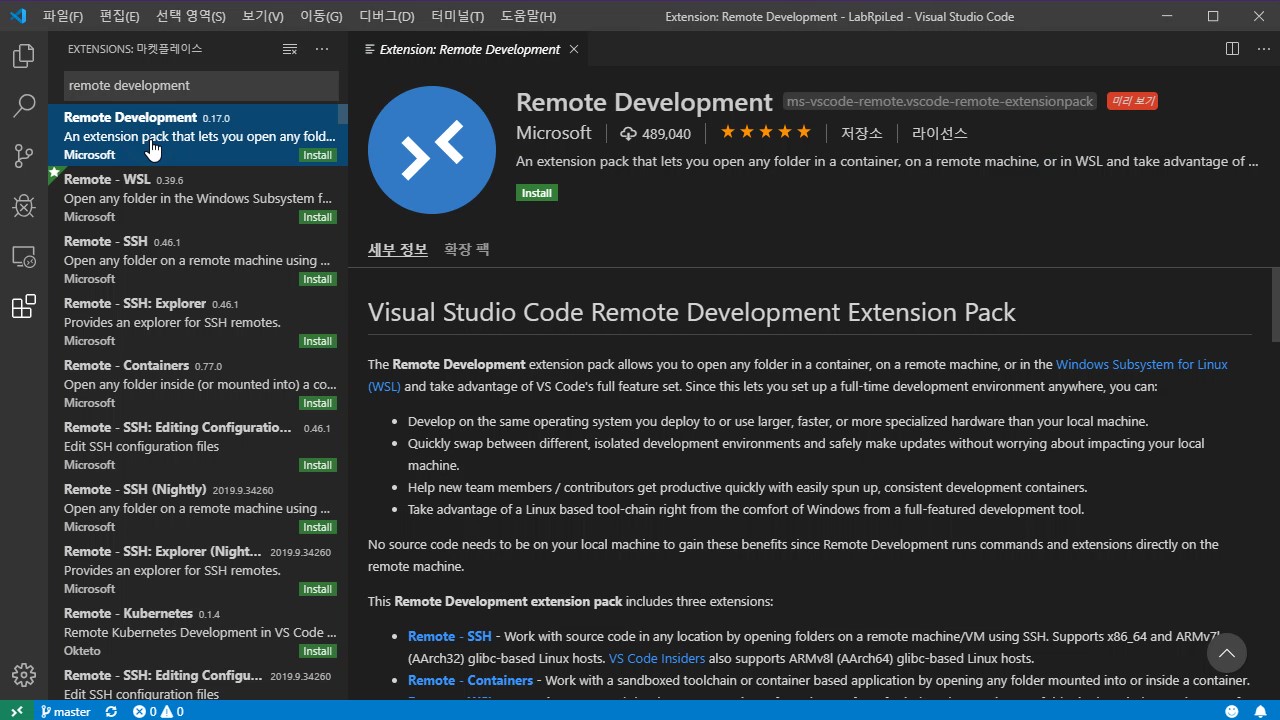 파일(F) 편집(E) 선택 영역(S) 보기(V) 이동(G) 디버그(D) 터미널(T) 도움말(H) Extension: Remote Development - LabRpiLed - Visual Studio Code
EXTENSIONS: 마켓플레이스
remote development
Remote Development 0.17.0
An extension pack that lets you open any fold...
Microsoft Install
Remote - WSL 0.39.6
Open any folder in the Windows Subsystem f...
Microsoft Install
Remote - SSH 0.46.1
Open any folder on a remote machine using ...
Microsoft Install
Remote - SSH: Explorer 0.46.1
Provides an explorer for SSH remotes.
Microsoft Install
Remote - Containers 0.77.0
Open any folder inside (or mounted into) a co...
Microsoft Install
Remote - SSH: Editing Configuratio... 0.46.1
Edit SSH configuration files
Microsoft Install
Remote - SSH (Nightly) 2019.9.34260
Open any folder on a remote machine using ...
Microsoft Install
Remote - SSH: Explorer (Night... 2019.9.34260
Provides an explorer for SSH remotes.
Microsoft Install
Remote - Kubernetes 0.1.4
Remote Kubernetes Development in VS Code ...
Okteto Install
Remote - SSH: Editing Configu... 2019.9.34260
Edit SSH configuration files
Extension: Remote Development
Remote Development ms-vscode-remote.vscode-remote-extensionpack 미리 보기
Microsoft 489,040 저장소 라이선스
An extension pack that lets you open any folder in a container, on a remote machine, or in WSL and take advantage of ...
Install
세부 정보 확장 팩
Visual Studio Code Remote Development Extension Pack
The Remote Development extension pack allows you to open any folder in a container, on a remote machine, or in the Windows Subsystem for Linux
(WSL) and take advantage of VS Code's full feature set. Since this lets you set up a full-time development environment anywhere, you can:
• Develop on the same operating system you deploy to or use larger, faster, or more specialized hardware than your local machine.
• Quickly swap between different, isolated development environments and safely make updates without worrying about impacting your local
machine.
• Help new team members / contributors get productive quickly with easily spun up, consistent development containers.
• Take advantage of a Linux based tool-chain right from the comfort of Windows from a full-featured development tool.
No source code needs to be on your local machine to gain these benefits since Remote Development runs commands and extensions directly on the
remote machine.
This Remote Development extension pack includes three extensions:
• Remote - SSH - Work with source code in any location by opening folders on a remote machine/VM using SSH. Supports x86_64 and ARMv7l
(AArch32) glibc-based Linux hosts. VS Code Insiders also supports ARMv8l (AArch64) glibc-based Linux hosts.
• Remote - Containers - Work with a sandboxed toolchain or container based application by opening any folder mounted into or inside a container.
master 0 0